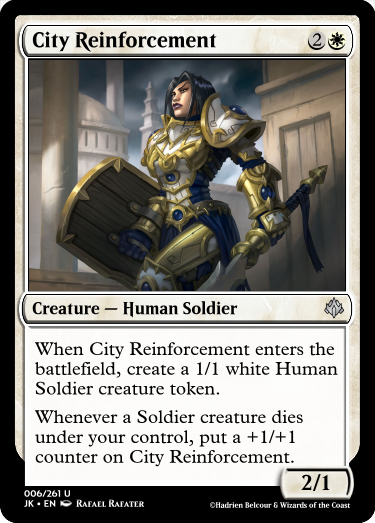 City Reinforcement 2
Creature — Human Soldier
When City Reinforcement enters the
battlefield, create a 1/1 white Human
Soldier creature token.
Whenever a Soldier creature dies
under your control, put a +1/+1
counter on City Reinforcement.
2/1
006/261 U
JK • EN Rafael Rafater
©Hadrien Belcour & Wizards of the Coast